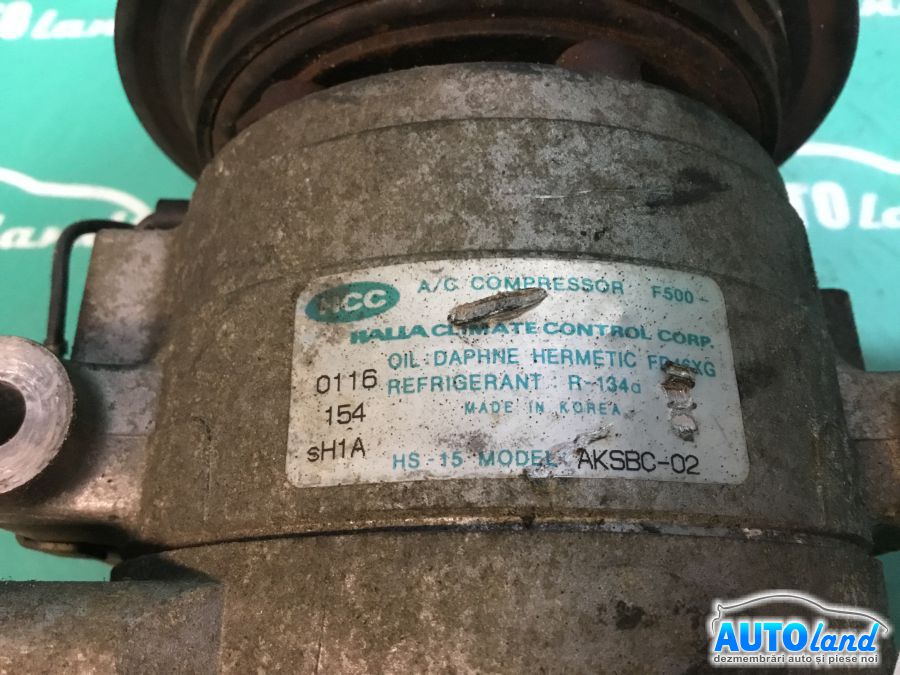 HCC A/C COMPRESSOR F500-
HALLA CLIMATE CONTROL CORP.
OIL : DAPHNE HERMETIC FD46XG
0116 REFRIGERANT : R-134a
154 MADE IN KOREA
sH1A HS-15 MODEL AKSBC-02
AUTOland
dezmembrări auto și piese noi